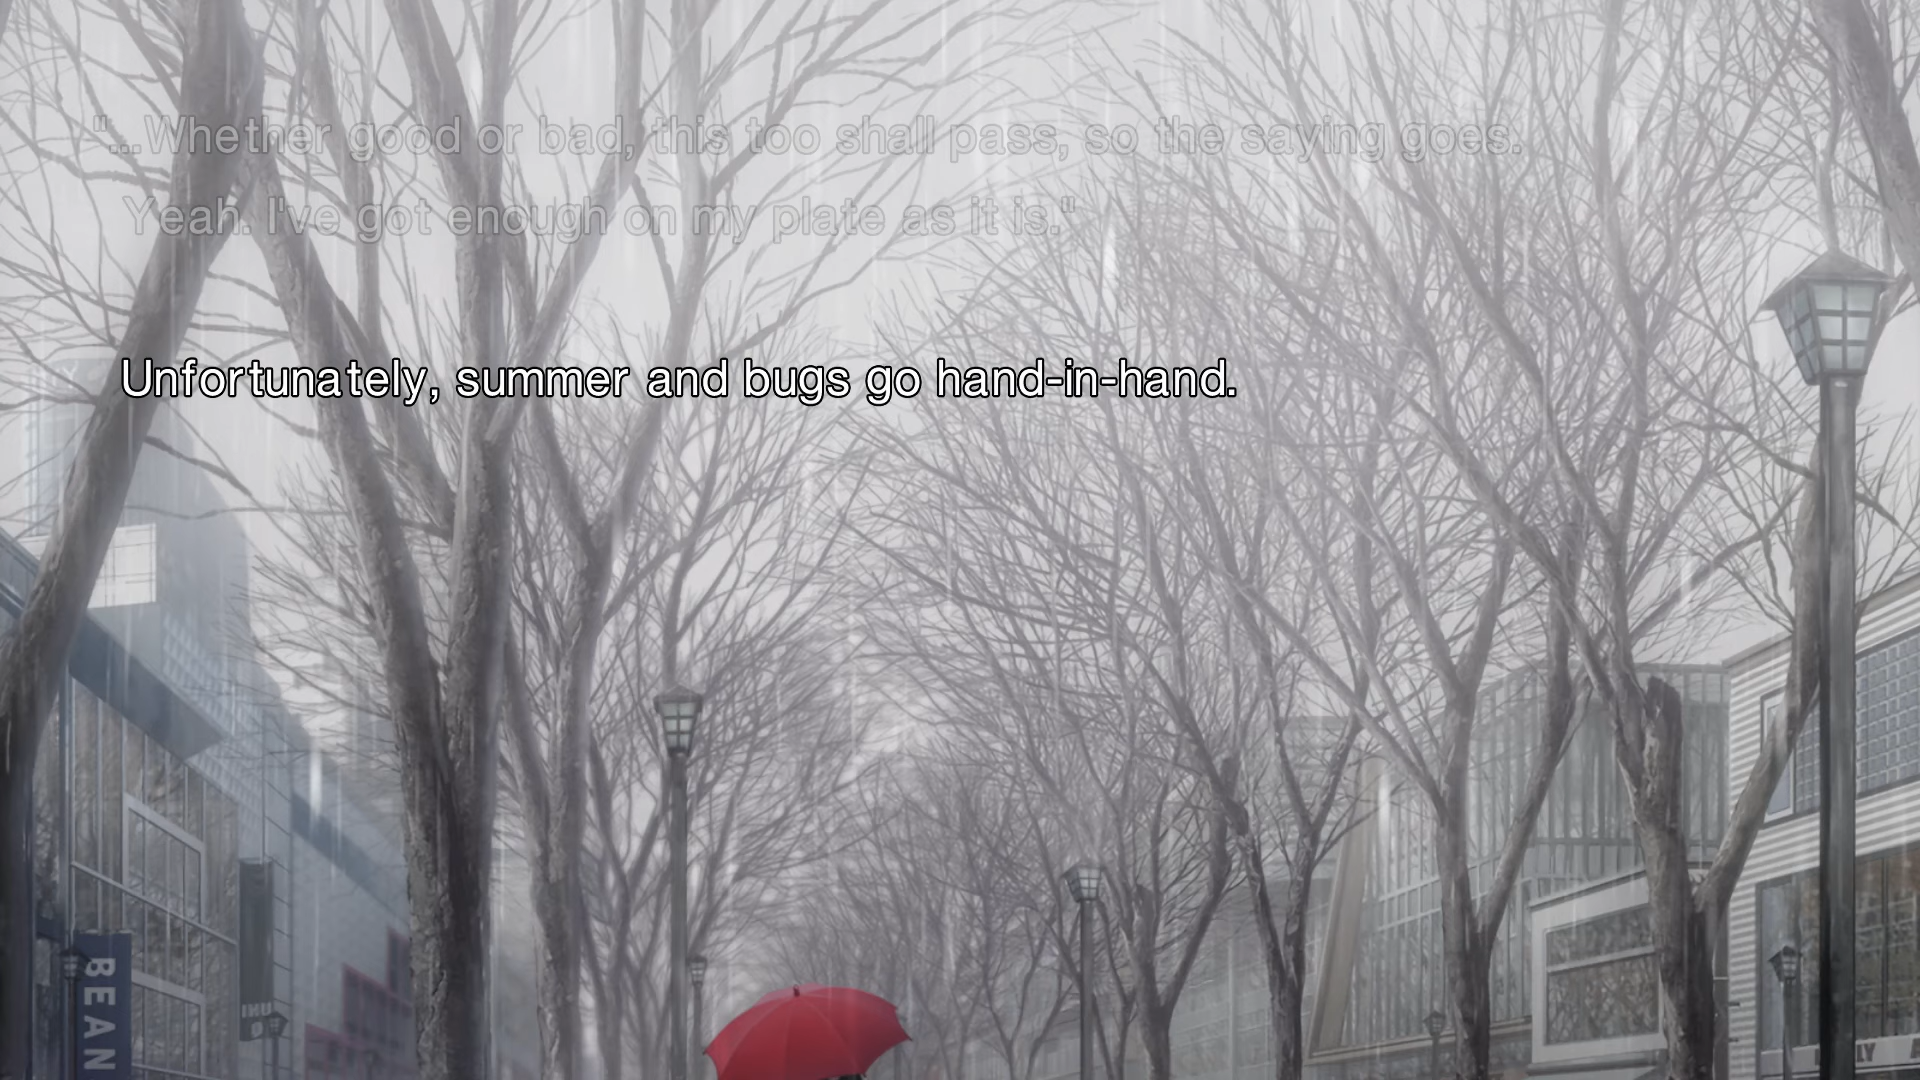 "...Whether good or bad, this too shall pass, so the saying goes.
Yeah. I've got enough on my plate as it is."
Unfortunately, summer and bugs go hand-in-hand.
BEAN